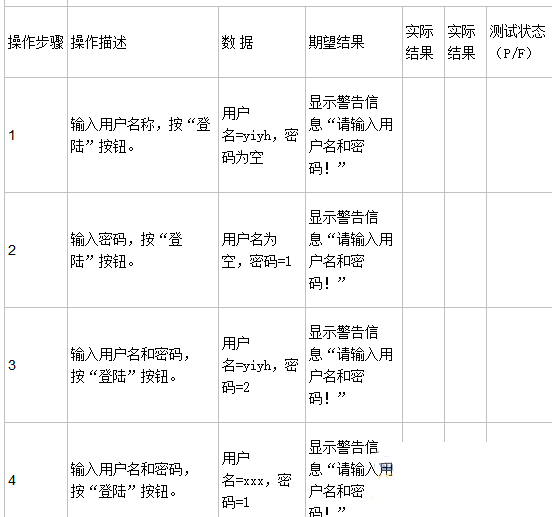 操作步骤 操作描述 数 据 期望结果 实际结果 实际结果 测试状态（P/F）
1 输入用户名称，按“登陆”按钮。 用户名=yiyh，密码为空 显示警告信息“请输入用户名和密码！”
2 输入密码，按“登陆”按钮。 用户名为空，密码=1 显示警告信息“请输入用户名和密码！”
3 输入用户名和密码，按“登陆”按钮。 用户名=yiyh，密码=2 显示警告信息“请输入用户名和密码！”
4 输入用户名和密码，按“登陆”按钮。 用户名=xxx，密码=1 显示警告信息“请输入用户名和密码！”